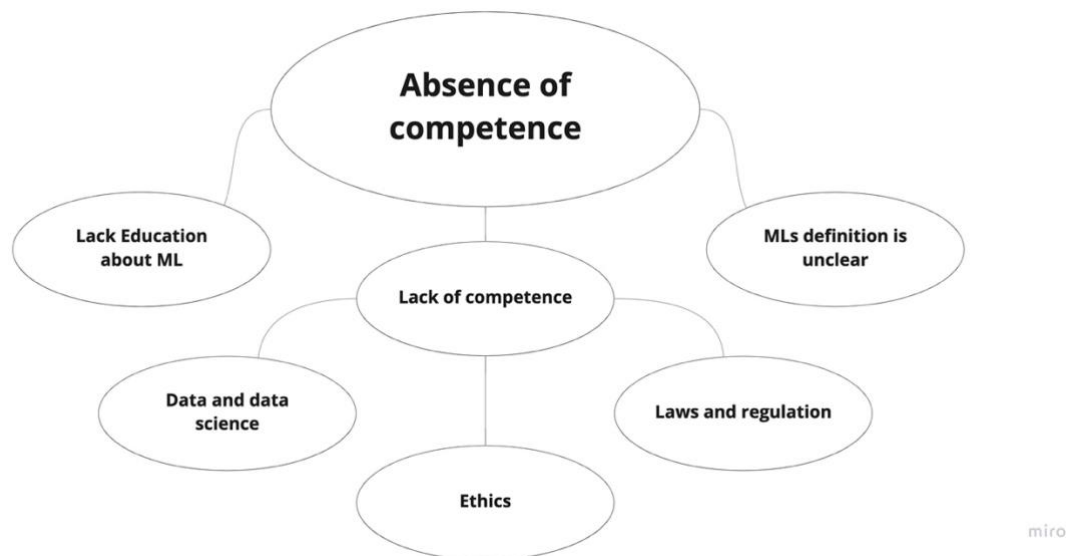 Absence of
competence
Lack Education
about ML
MLs definition is
unclear
Lack of competence
Data and data
science
Laws and regulation
Ethics
miro